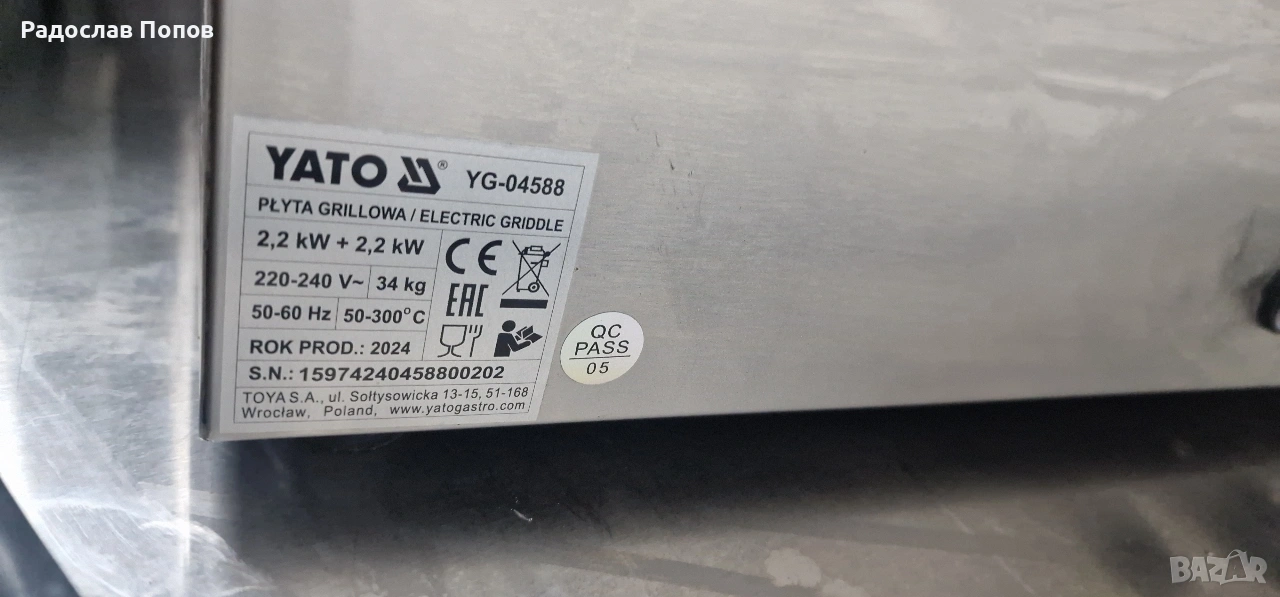 Радослав Попов
YATO ® YG-04588
PŁYTA GRILLOWA / ELECTRIC GRIDDLE
2,2 kW + 2,2 kW
220-240 V~ 34 kg
50-60 Hz 50-300°C
ROK PROD.: 2024
S.N.: 15974240458800202
TOYA S.A., ul. Sołtysowicka 13-15, 51-168
Wrocław, Poland, www.yatogastro.com
CE
EAC
QC
PASS
05
BAZAR